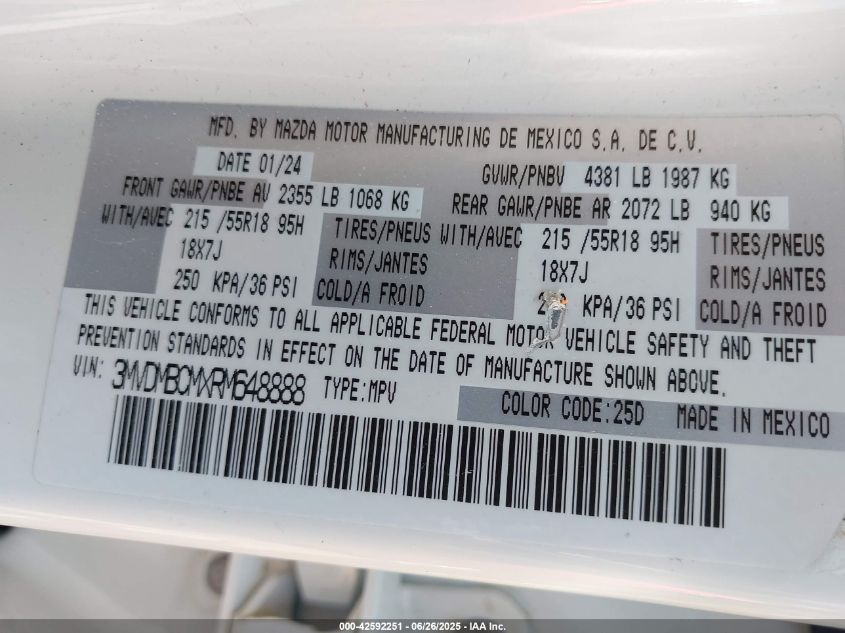 MFD. BY MAZDA MOTOR MANUFACTURING DE MEXICO S.A. DE C.V.
DATE 01/24 GVWR/PNBV 4381 LB 1987 KG
FRONT GAWR/PNBE AV 2355 LB 1068 KG REAR GAWR/PNBE AR 2072 LB 940 KG
WITH/AVEC 215 /55R18 95H TIRES/PNEUS WITH/AVEC 215 /55R18 95H TIRES/PNEUS
18X7J RIMS/JANTES 18X7J RIMS/JANTES
250 KPA/36 PSI COLD/A FROID KPA/36 PSI COLD/A FROID
THIS VEHICLE CONFORMS TO ALL APPLICABLE FEDERAL MOTOR VEHICLE SAFETY AND THEFT
PREVENTION STANDARDS IN EFFECT ON THE DATE OF MANUFACTURE SHOWN ABOVE.
VIN: 3MVDMBCMXRM648888 TYPE:MPV COLOR CODE:25D MADE IN MEXICO
000-42592251 - 06/26/2025 - IAA Inc.